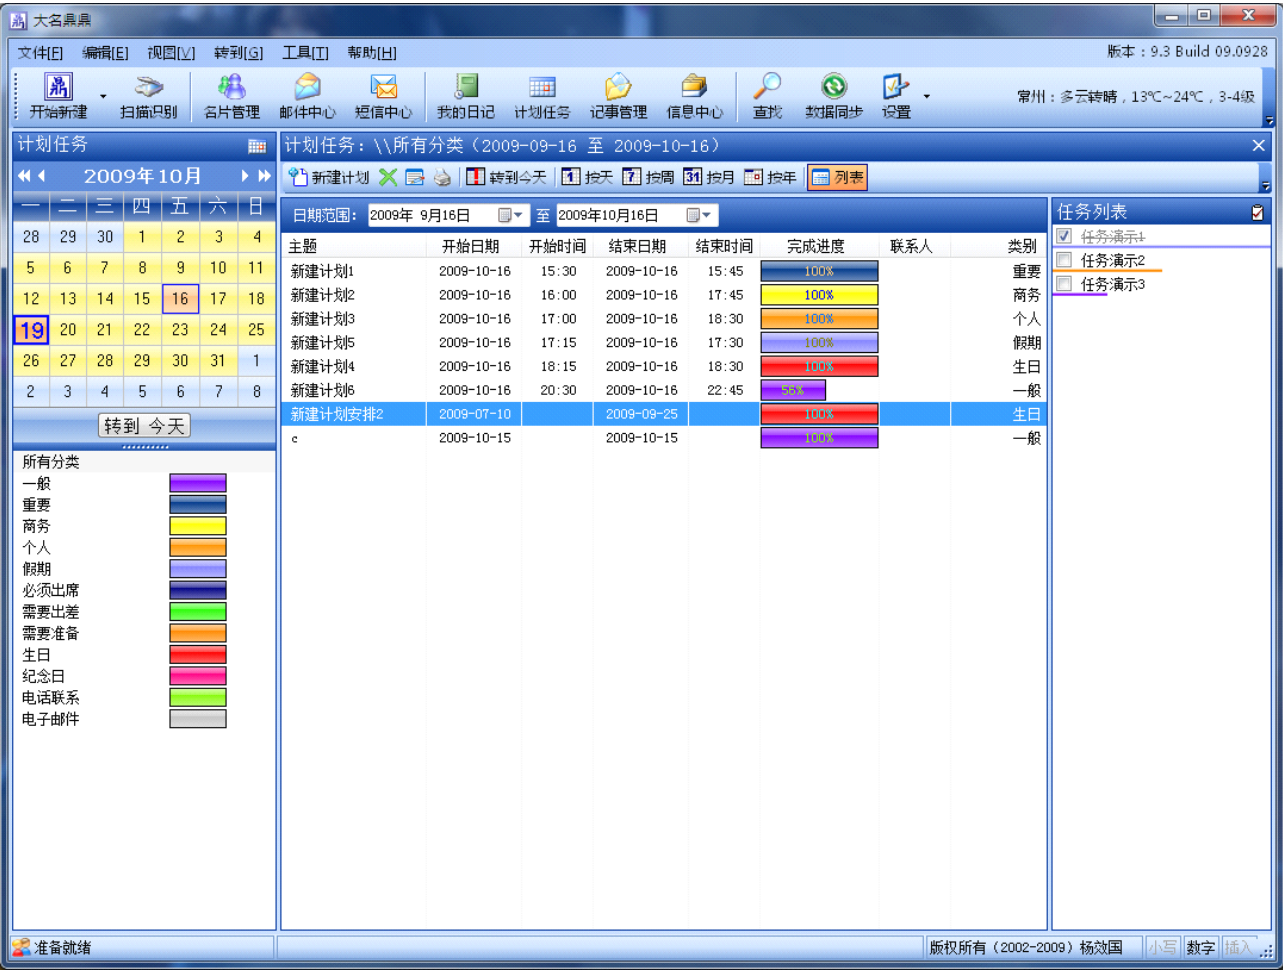 大名鼎鼎
文件[F] 编辑[E] 视图[V] 转到[G] 工具[T] 帮助[H] 版本：9.3 Build 09.0928
开始新建 扫描识别 名片管理 邮件中心 短信中心 我的日记 计划任务 记事管理 信息中心 查找 数据同步 设置 常州：多云转晴，13℃~24℃，3-4级
计划任务
2009年10月
一 二 三 四 五 六 日
28 29 30 1 2 3 4
5 6 7 8 9 10 11
12 13 14 15 16 17 18
19 20 21 22 23 24 25
26 27 28 29 30 31 1
2 3 4 5 6 7 8
转到 今天
所有分类
一般
重要
商务
个人
假期
必须出席
需要出差
需要准备
生日
纪念日
电话联系
电子邮件
计划任务: \\所有分类 (2009-09-16 至 2009-10-16)
新建计划 转到今天 1 按天 7 按周 31 按月 按年 列表
日期范围: 2009年 9月16日 至 2009年10月16日
主题 开始日期 开始时间 结束日期 结束时间 完成进度 联系人 类别
新建计划1 2009-10-16 15:30 2009-10-16 15:45 100% 重要
新建计划2 2009-10-16 16:00 2009-10-16 17:45 100% 商务
新建计划3 2009-10-16 17:00 2009-10-16 18:30 100% 个人
新建计划5 2009-10-16 17:15 2009-10-16 17:30 100% 假期
新建计划4 2009-10-16 18:15 2009-10-16 18:30 100% 生日
新建计划6 2009-10-16 20:30 2009-10-16 22:45 56% 一般
新建计划安排2 2009-07-10 2009-09-25 100% 生日
c 2009-10-15 2009-10-15 100% 一般
任务列表
任务演示1
任务演示2
任务演示3
准备就绪 版权所有 (2002-2009) 杨效国 小写 数字 插入